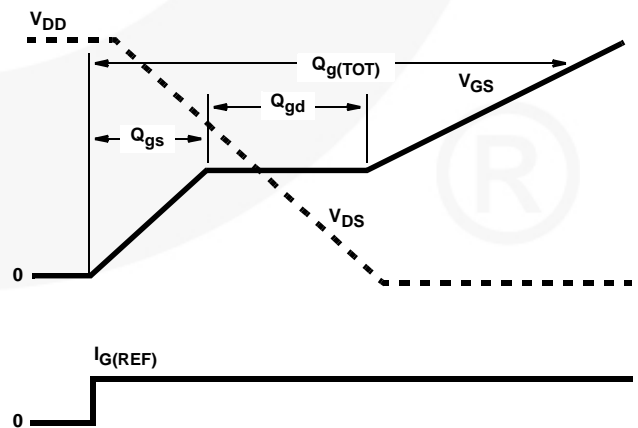 VDD
Qg(TOT)
VGS
Qgd
Qgs
VDS
0
IG(REF)
0
®